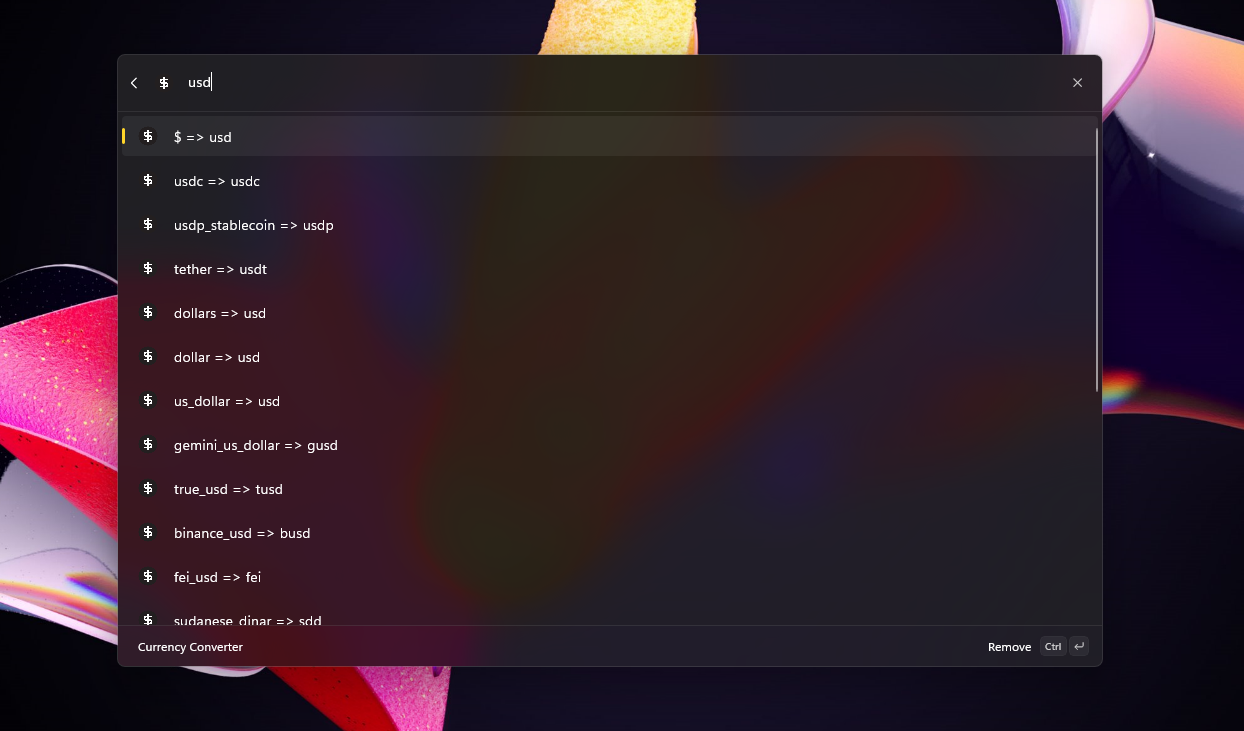 $ usd
$ => usd
usdc => usdc
usdp_stablecoin => usdp
tether => usdt
dollars => usd
dollar => usd
us_dollar => usd
gemini_us_dollar => gusd
true_usd => tusd
binance_usd => busd
fei_usd => fei
sudanese_dinar => sdd
Currency Converter
Remove Ctrl